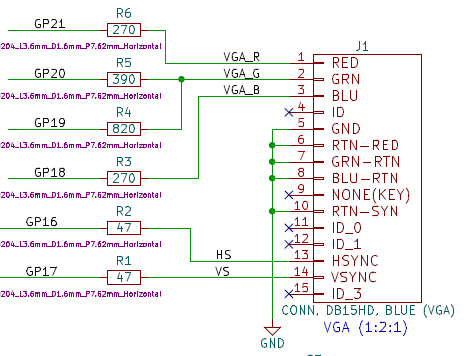 R6
GP21
270
204_L3.6mm_D1.6mm_P7.62mm_Horizontal
R5
GP20
390
204_L3.6mm_D1.6mm_P7.62mm_Horizontal
R4
GP19
820
204_L3.6mm_D1.6mm_P7.62mm_Horizontal
R3
GP18
270
204_L3.6mm_D1.6mm_P7.62mm_Horizontal
R2
GP16
47
204_L3.6mm_D1.6mm_P7.62mm_Horizontal
R1
GP17
47
204_L3.6mm_D1.6mm_P7.62mm_Horizontal
VGA_R
VGA_G
VGA_B
HS
VS
J1
1 RED
2 GRN
3 BLU
4 ID
5 GND
6 RTN-RED
7 GRN-RTN
8 BLU-RTN
9 NONE(KEY)
10 RTN-SYN
11 ID_0
12 ID_1
13 HSYNC
14 VSYNC
15 ID_3
CONN, DB15HD, BLUE (VGA)
VGA (1:2:1)
GND